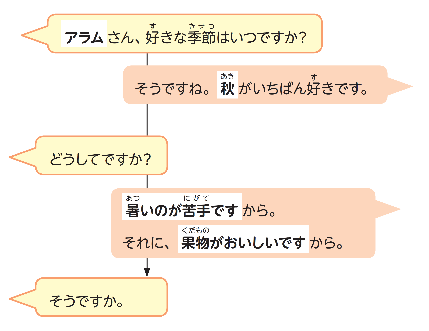 アラムさん、好きな季節はいつですか？
そうですね。秋がいちばん好きです。
どうしてですか？
暑いのが苦手ですから。
それに、果物がおいしいですから。
そうですか。